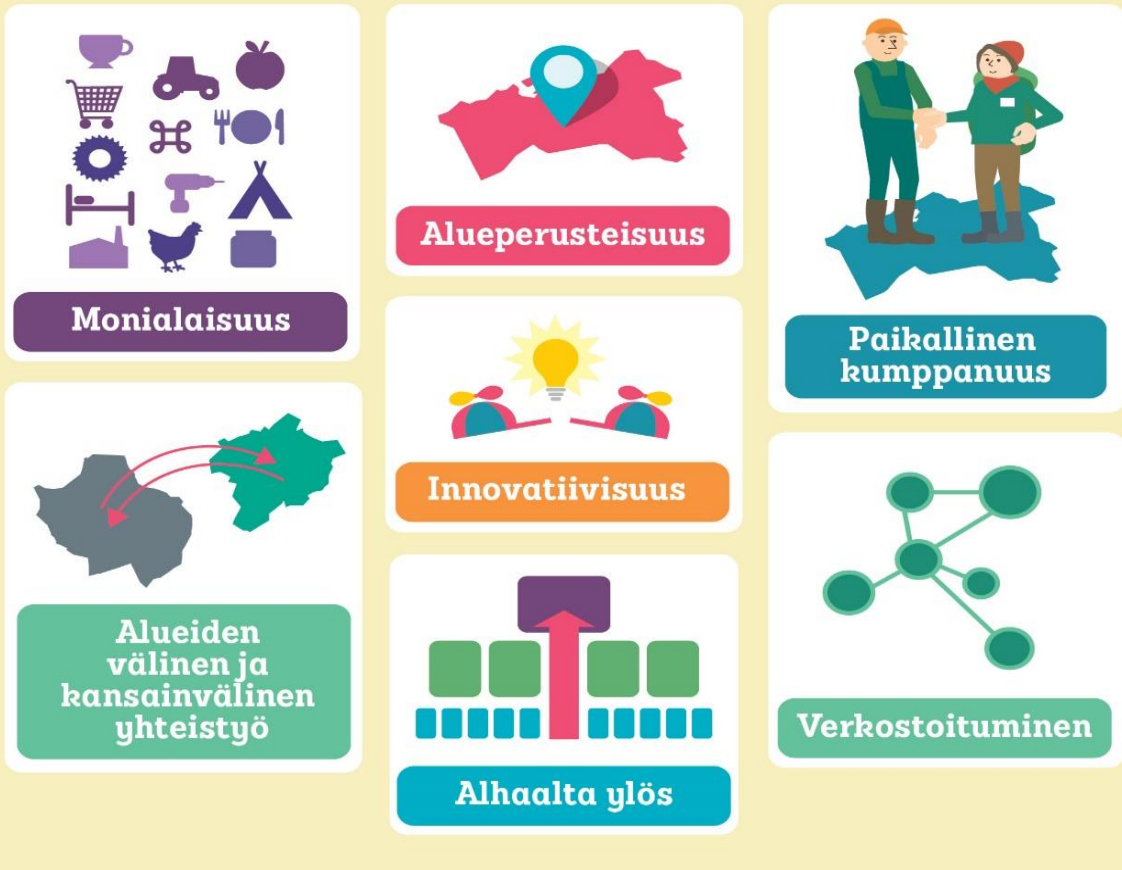 Monialaisuus
Alueiden
välinen ja
kansainvälinen
yhteistyö
Alueperusteisuus
Innovatiivisuus
Alhaalta ylös
Paikallinen
kumppanuus
Verkostoituminen